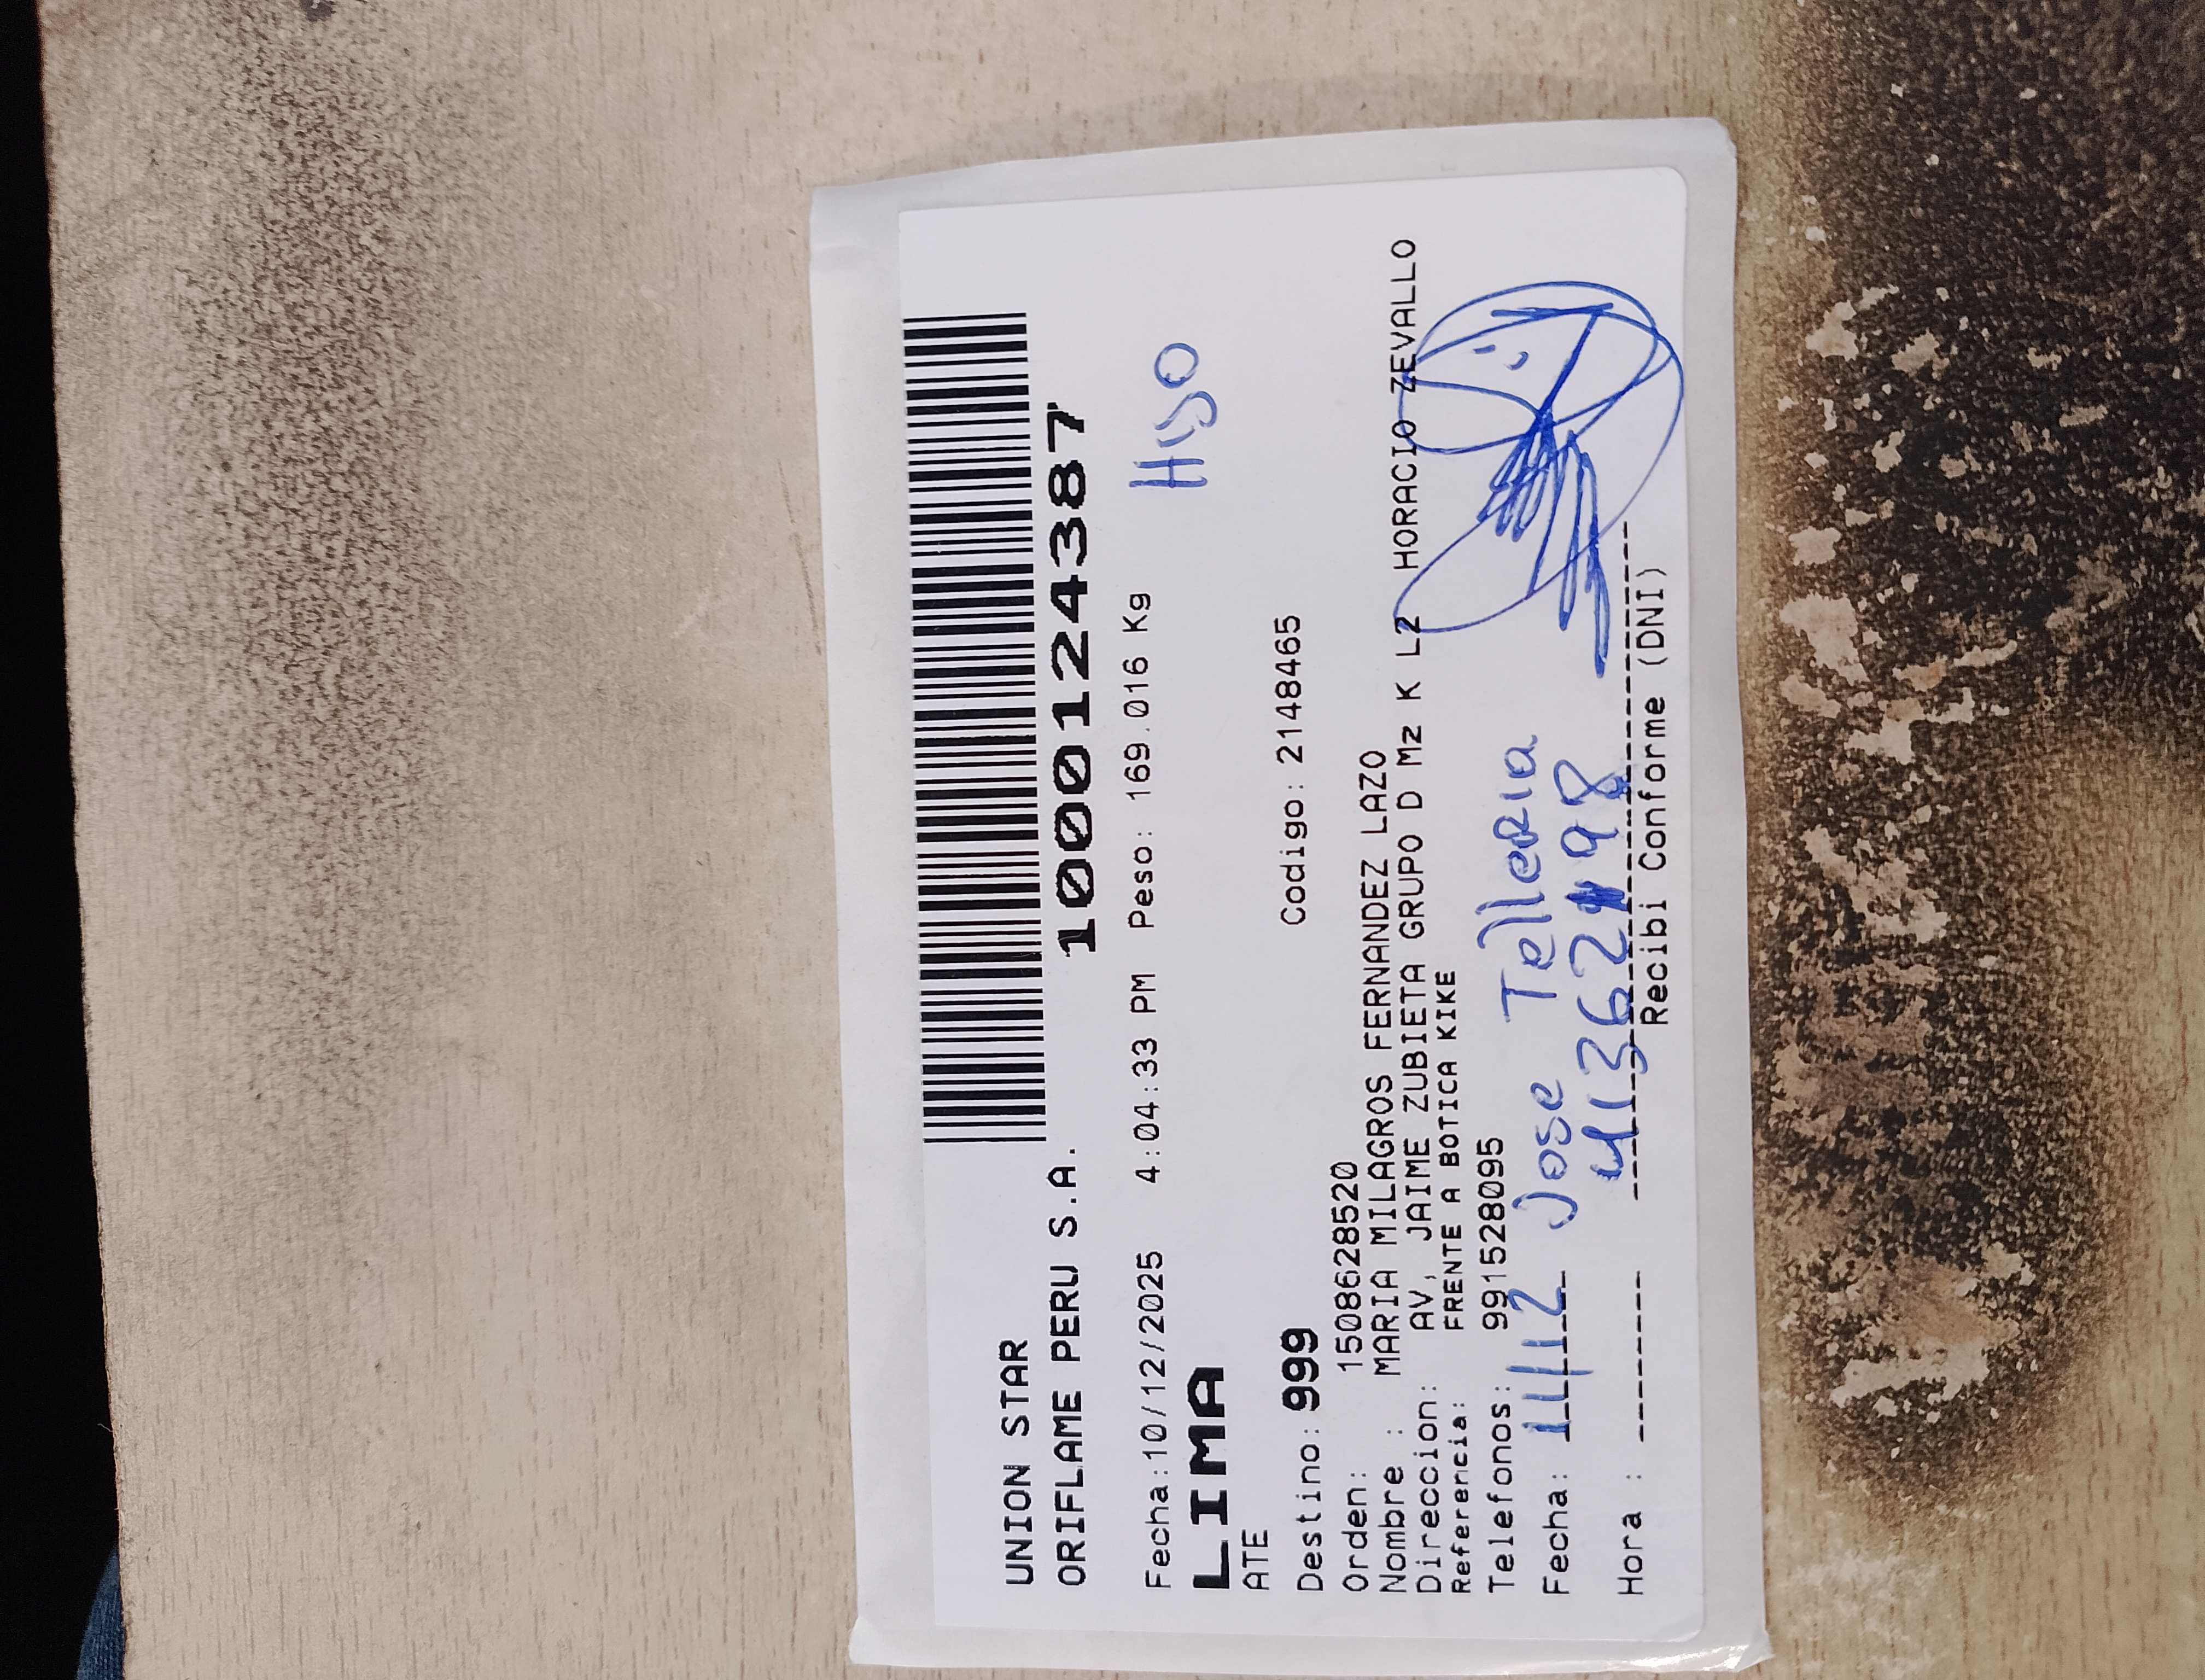 UNION STAR
ORIFLAME PERU S.A.
1000124387
Fecha:10/12/2025 4:04:33 PM Peso: 169.016 Kg
HIJO
LIMA
ATE
Destino: 999 Codigo: 2148465
Orden: 1508628520
Nombre : MARIA MILAGROS FERNANDEZ LAZO
Direccion: AV, JAIME ZUBIETA GRUPO D Mz K L2 HORACIO ZEVALLO
Referencia: FRENTE A BOTICA KIKE
Telefonos: 991528095
Fecha: 11/12 Jose Telleria
Hora :
Recibi Conforme (DNI)